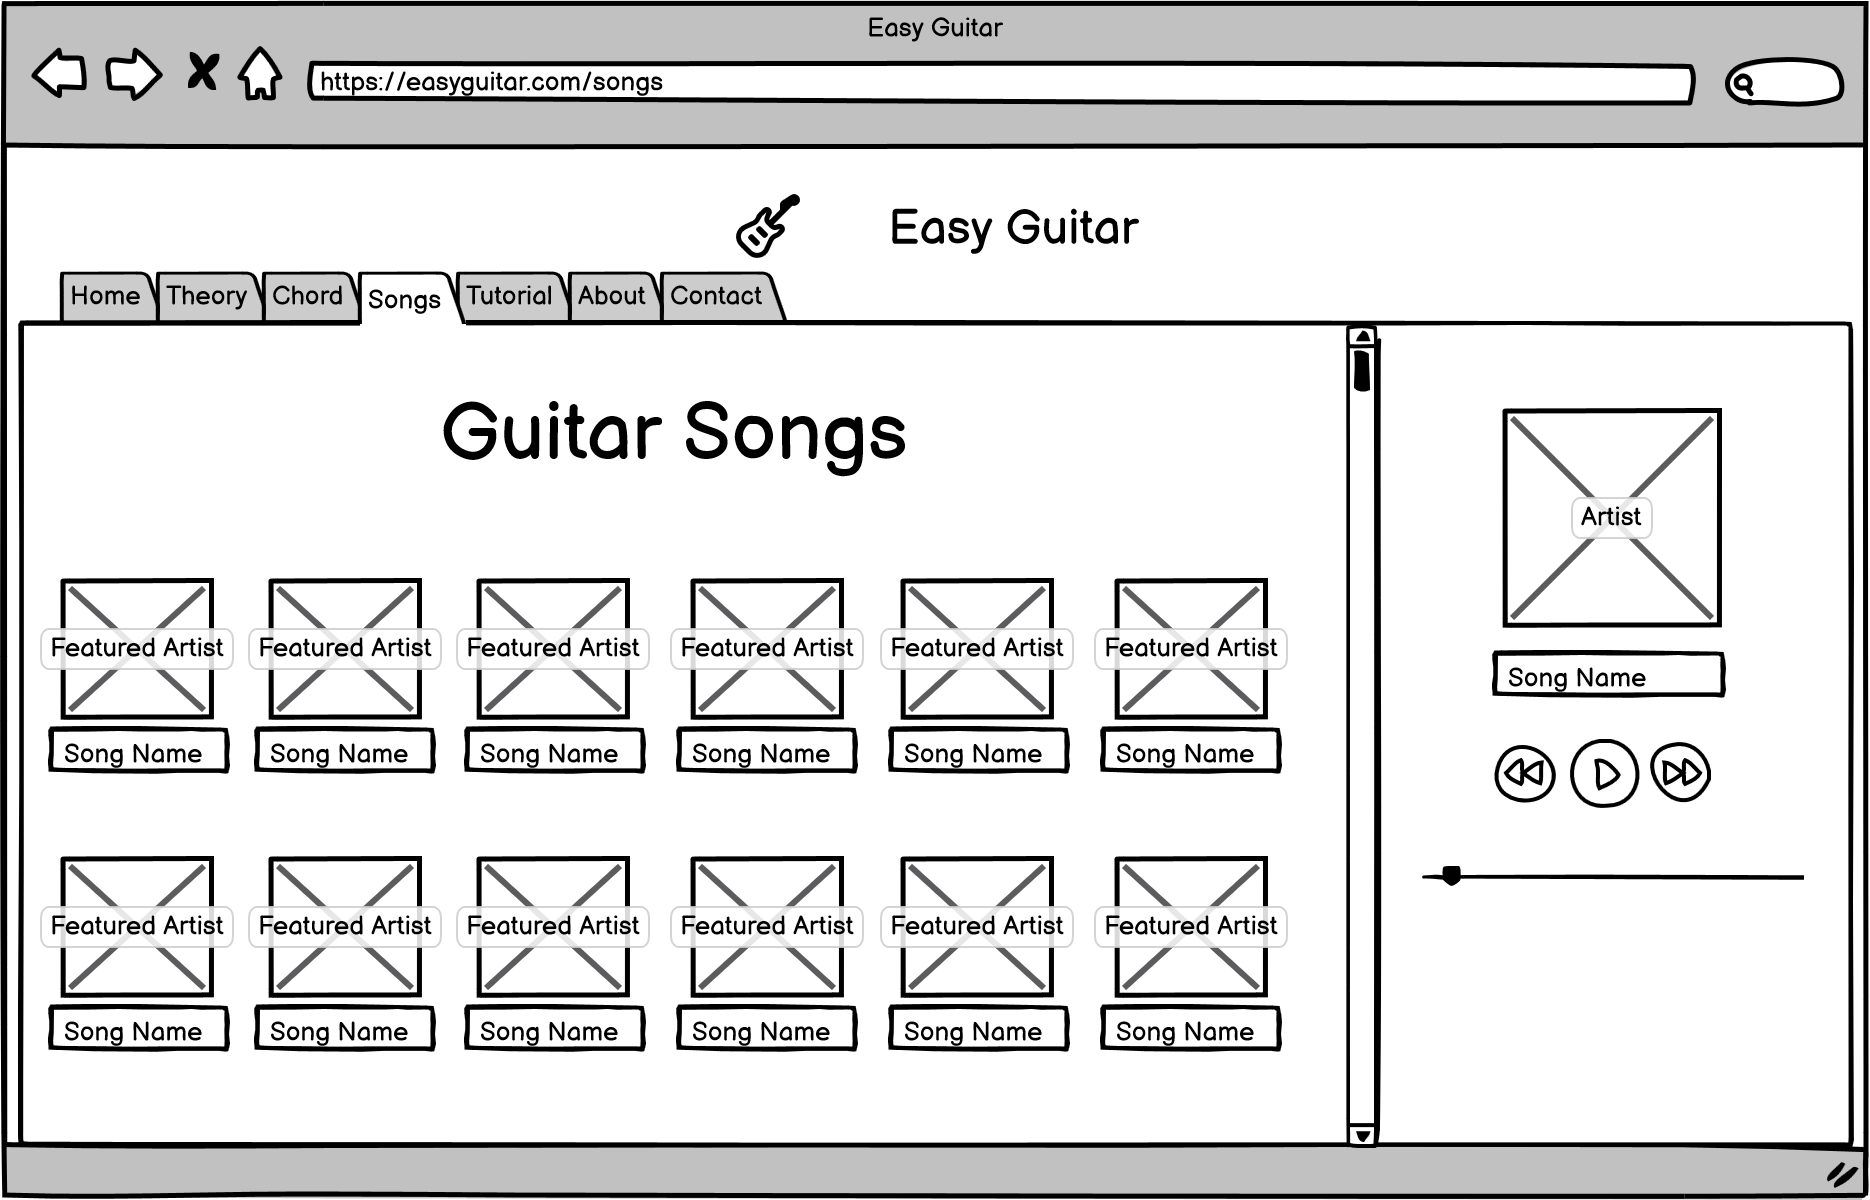 Easy Guitar
https://easyguitar.com/songs
Easy Guitar
Home Theory Chord Songs Tutorial About Contact
Guitar Songs
Artist
Song Name
Featured Artist Featured Artist Featured Artist Featured Artist Featured Artist Featured Artist
Song Name Song Name Song Name Song Name Song Name Song Name
Featured Artist Featured Artist Featured Artist Featured Artist Featured Artist Featured Artist
Song Name Song Name Song Name Song Name Song Name Song Name